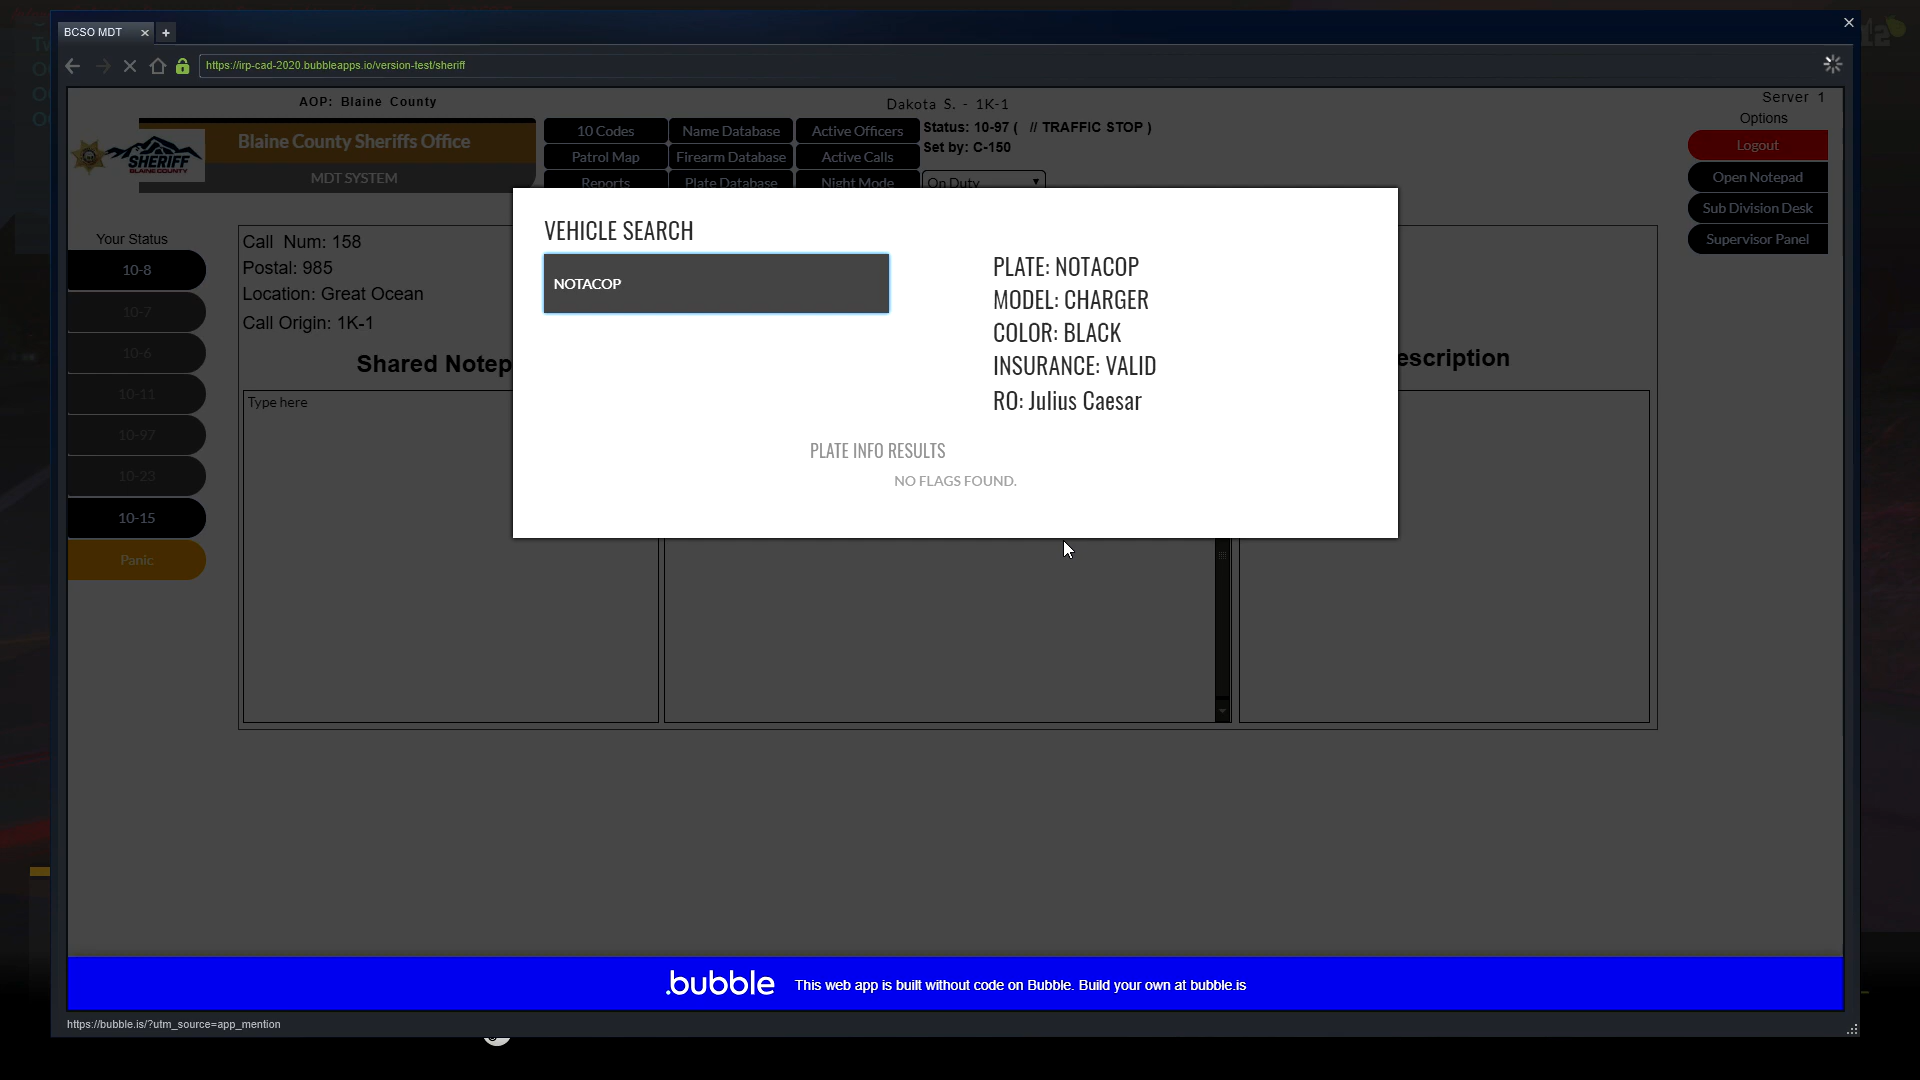 BCSO MDT
https://irp-cad-2020.bubbleapps.io/version-test/sheriff
AOP: Blaine County
Dakota S. - 1K-1
Server 1
SHERIFF
BLAINE COUNTY
Blaine County Sheriffs Office
MDT SYSTEM
10 Codes
Name Database
Active Officers
Patrol Map
Firearm Database
Active Calls
Reports
Plate Database
Night Mode
Status: 10-97 ( // TRAFFIC STOP )
Set by: C-150
On Duty
Options
Logout
Open Notepad
Sub Division Desk
Supervisor Panel
Your Status
10-8
10-7
10-6
10-11
10-97
10-23
10-15
Panic
Call Num: 158
Postal: 985
Location: Great Ocean
Call Origin: 1K-1
Shared Notep
Type here
escription
VEHICLE SEARCH
NOTACOP
PLATE: NOTACOP
MODEL: CHARGER
COLOR: BLACK
INSURANCE: VALID
RO: Julius Caesar
PLATE INFO RESULTS
NO FLAGS FOUND.
.bubble
This web app is built without code on Bubble. Build your own at bubble.is
https://bubble.is/?utm_source=app_mention